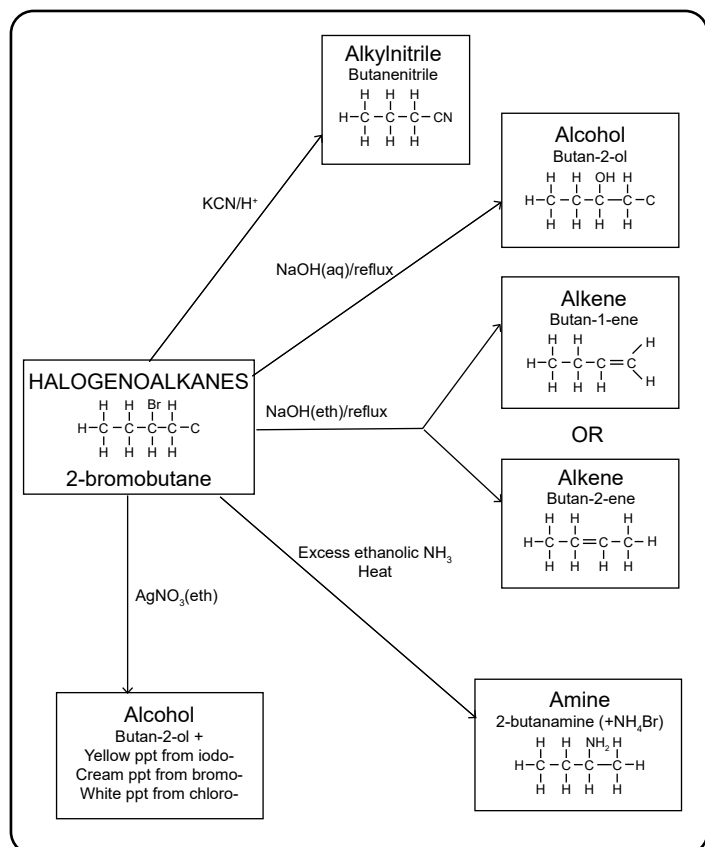 Alkylnitrile
Butanenitrile
H H H
H–C–C–C–CN
H H H
KCN/H⁺
Alcohol
Butan-2-ol
H H OH H
H–C–C–C–C–C
H H H H
NaOH(aq)/reflux
Alkene
Butan-1-ene
H H H
H–C–C–C=C
H H H H
HALOGENOALKANES
H H Br H
H–C–C–C–C–C
H H H H
2-bromobutane
NaOH(eth)/reflux
OR
Alkene
Butan-2-ene
H H H
H–C–C=C–C–H
H H H H
Excess ethanolic NH₃
Heat
AgNO₃(eth)
Alcohol
Butan-2-ol +
Yellow ppt from iodo-
Cream ppt from bromo-
White ppt from chloro-
Amine
2-butanamine (+NH₄Br)
H H NH₂ H
H–C–C–C–C–H
H H H H